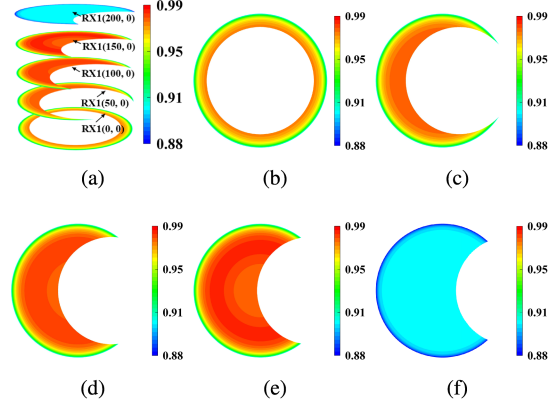 RX1(200, 0)
RX1(150, 0)
RX1(100, 0)
RX1(50, 0)
RX1(0, 0)
0.99
0.95
0.91
0.88
(a)
0.99
0.95
0.91
0.88
(b)
0.99
0.95
0.91
0.88
(c)
0.99
0.95
0.91
0.88
(d)
0.99
0.95
0.91
0.88
(e)
0.99
0.95
0.91
0.88
(f)